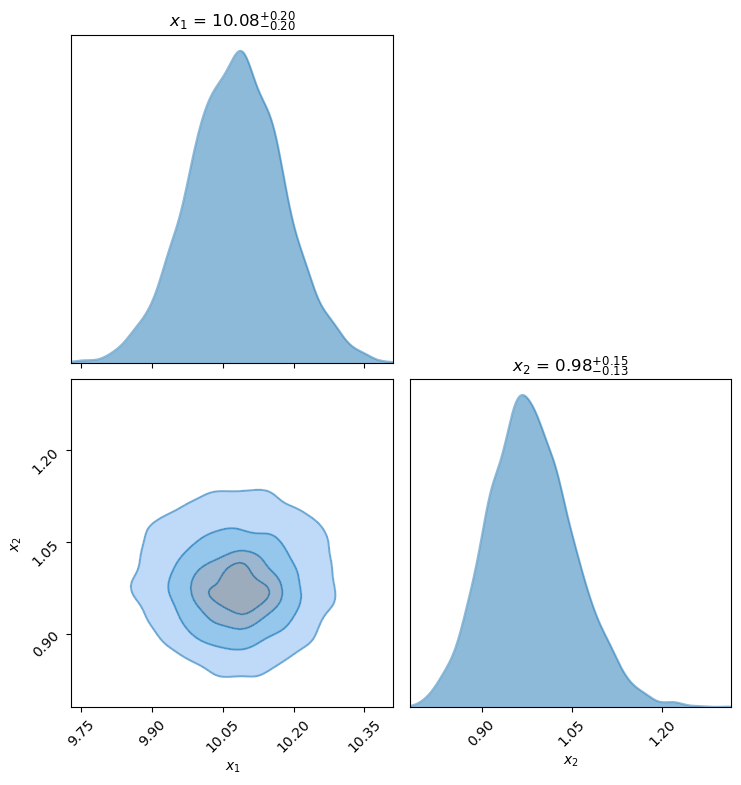 x₁ = 10.08⁺⁰·²⁰₋₀.₂₀
x₂ = 0.98⁺⁰·¹⁵₋₀.₁₃
1.20
1.05
0.90
x₂
9.75 9.90 10.05 10.20 10.35
x₁
0.90 1.05 1.20
x₂